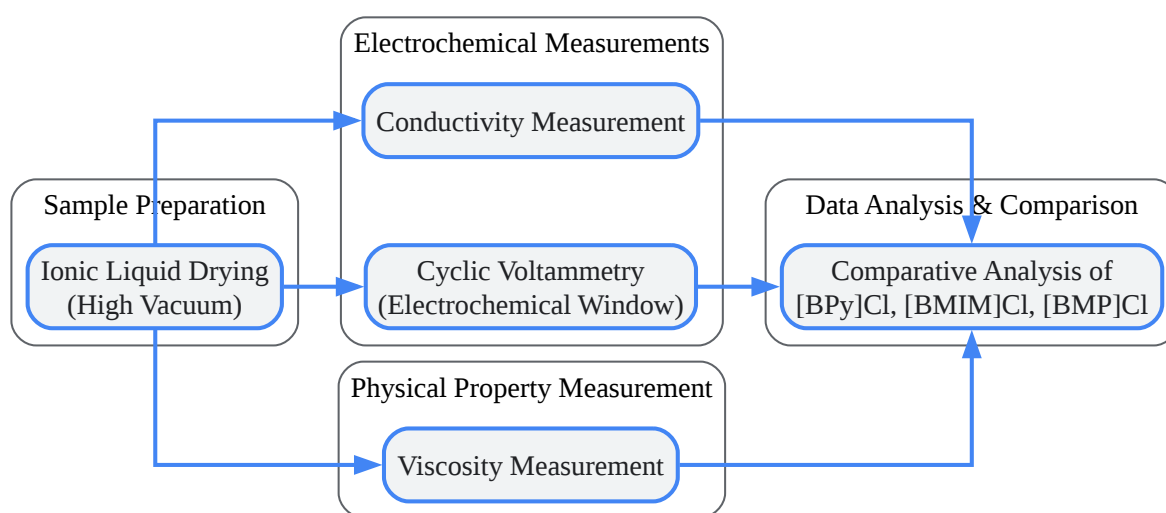 Electrochemical Measurements
Conductivity Measurement
Sample Preparation
Ionic Liquid Drying
(High Vacuum)
Cyclic Voltammetry
(Electrochemical Window)
Data Analysis & Comparison
Comparative Analysis of
[BPy]Cl, [BMIM]Cl, [BMP]Cl
Physical Property Measurement
Viscosity Measurement